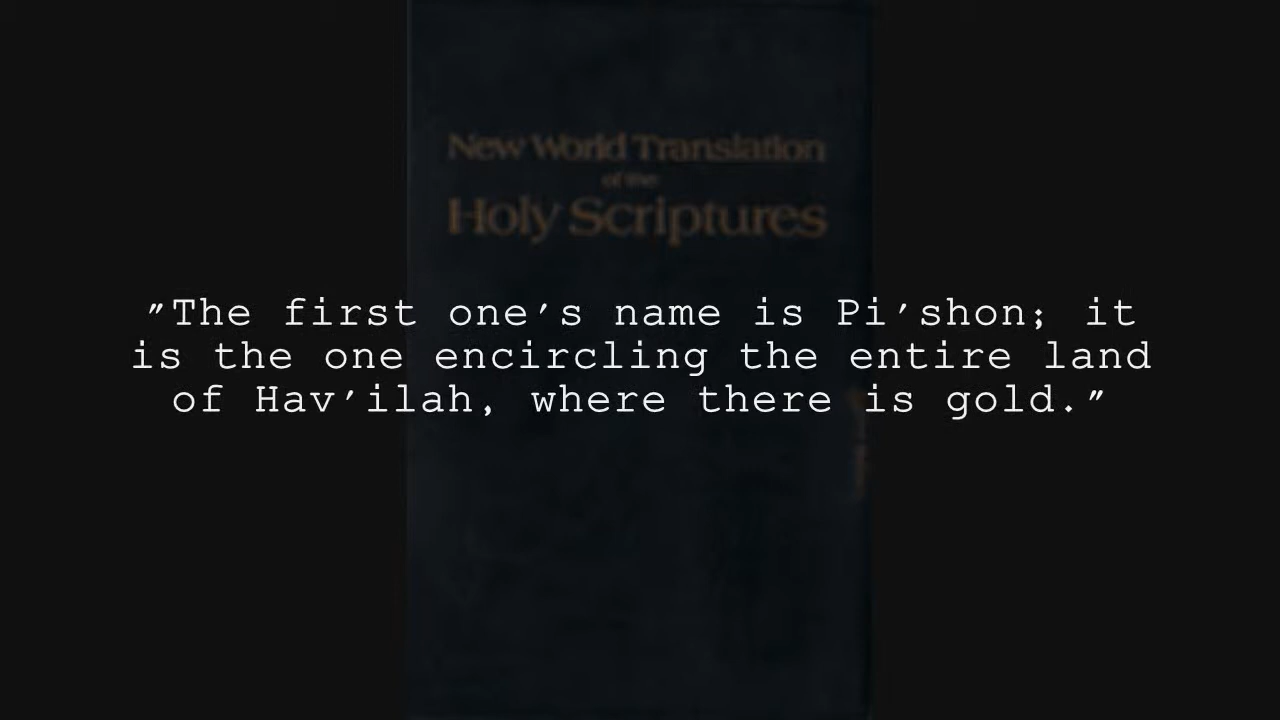 New World Translation
of the
Holy Scriptures
"The first one's name is Pi'shon; it
is the one encircling the entire land
of Hav'ilah, where there is gold."